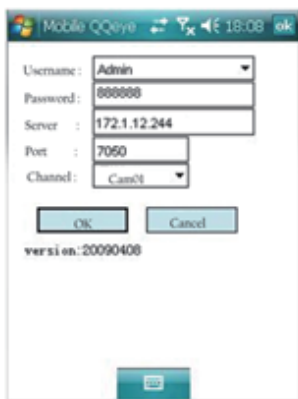 Mobile QQeye 18:08 ok
Username : Admin
Password : 888888
Server : 172.1.12.244
Port : 7050
Channel : Cam01
OK Cancel
version:20090408